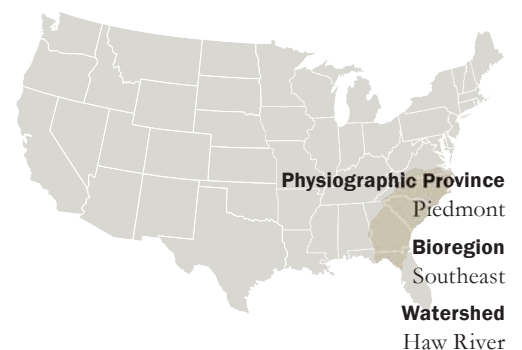 Physiographic Province
Piedmont
Bioregion
Southeast
Watershed
Haw River